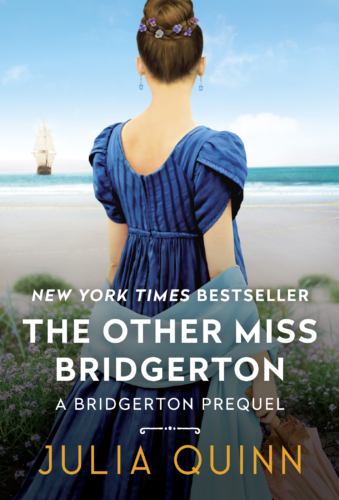 NEW YORK TIMES BESTSELLER
THE OTHER MISS
BRIDGERTON
A BRIDGERTON PREQUEL
JULIA QUINN